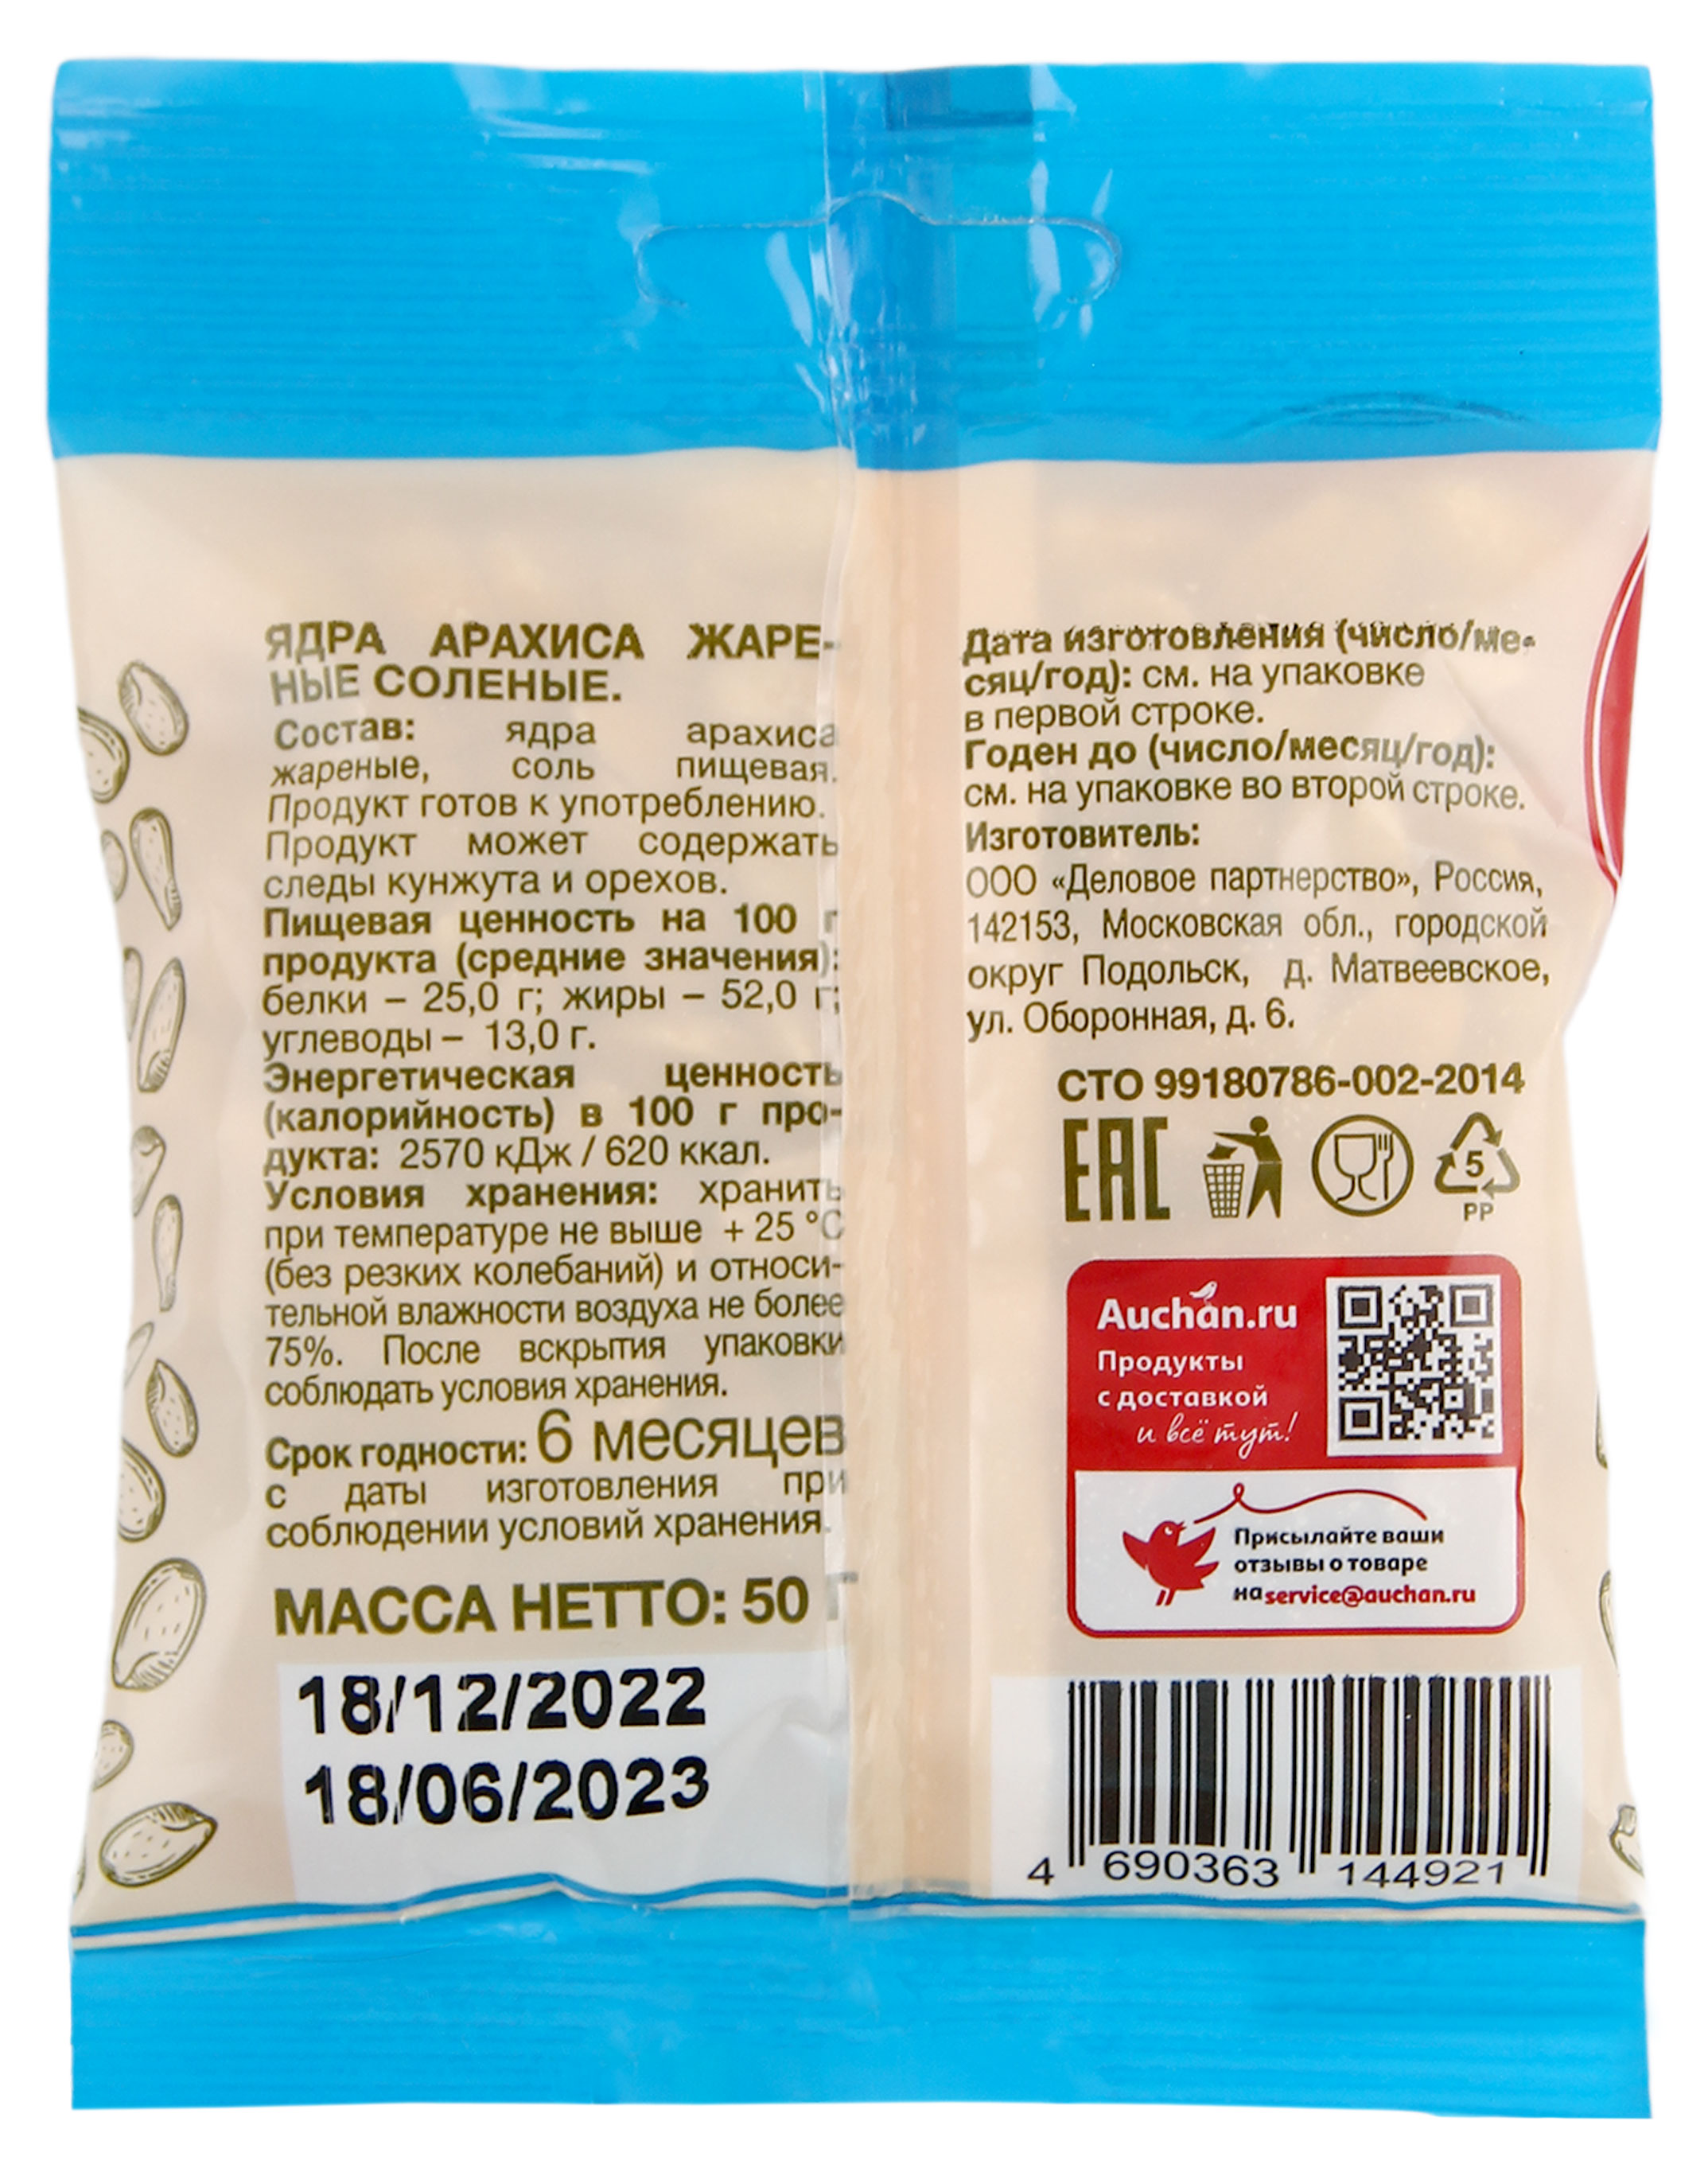 ЯДРА АРАХИСА ЖАРЕ-
НЫЕ СОЛЕНЫЕ.
Состав: ядра арахиса
жареные, соль пищевая.
Продукт готов к употреблению.
Продукт может содержать
следы кунжута и орехов.
Пищевая ценность на 100 г
продукта (средние значения):
белки – 25,0 г; жиры – 52,0 г;
углеводы – 13,0 г.
Энергетическая ценность
(калорийность) в 100 г про-
дукта: 2570 кДж / 620 ккал.
Условия хранения: хранить
при температуре не выше + 25 °С
(без резких колебаний) и относи-
тельной влажности воздуха не более
75%. После вскрытия упаковки
соблюдать условия хранения.
Срок годности: 6 месяцев
с даты изготовления при
соблюдении условий хранения.
МАССА НЕТТО: 50 г
18/12/2022
18/06/2023
Дата изготовления (число/ме-
сяц/год): см. на упаковке
в первой строке.
Годен до (число/месяц/год):
см. на упаковке во второй строке.
Изготовитель:
ООО «Деловое партнерство», Россия,
142153, Московская обл., городской
округ Подольск, д. Матвеевское,
ул. Оборонная, д. 6.
СТО 99180786-002-2014
EAC
5
PP
Auchan.ru
Продукты
с доставкой
и всё тут!
Присылайте ваши
отзывы о товаре
на service@auchan.ru
4 690363 144921